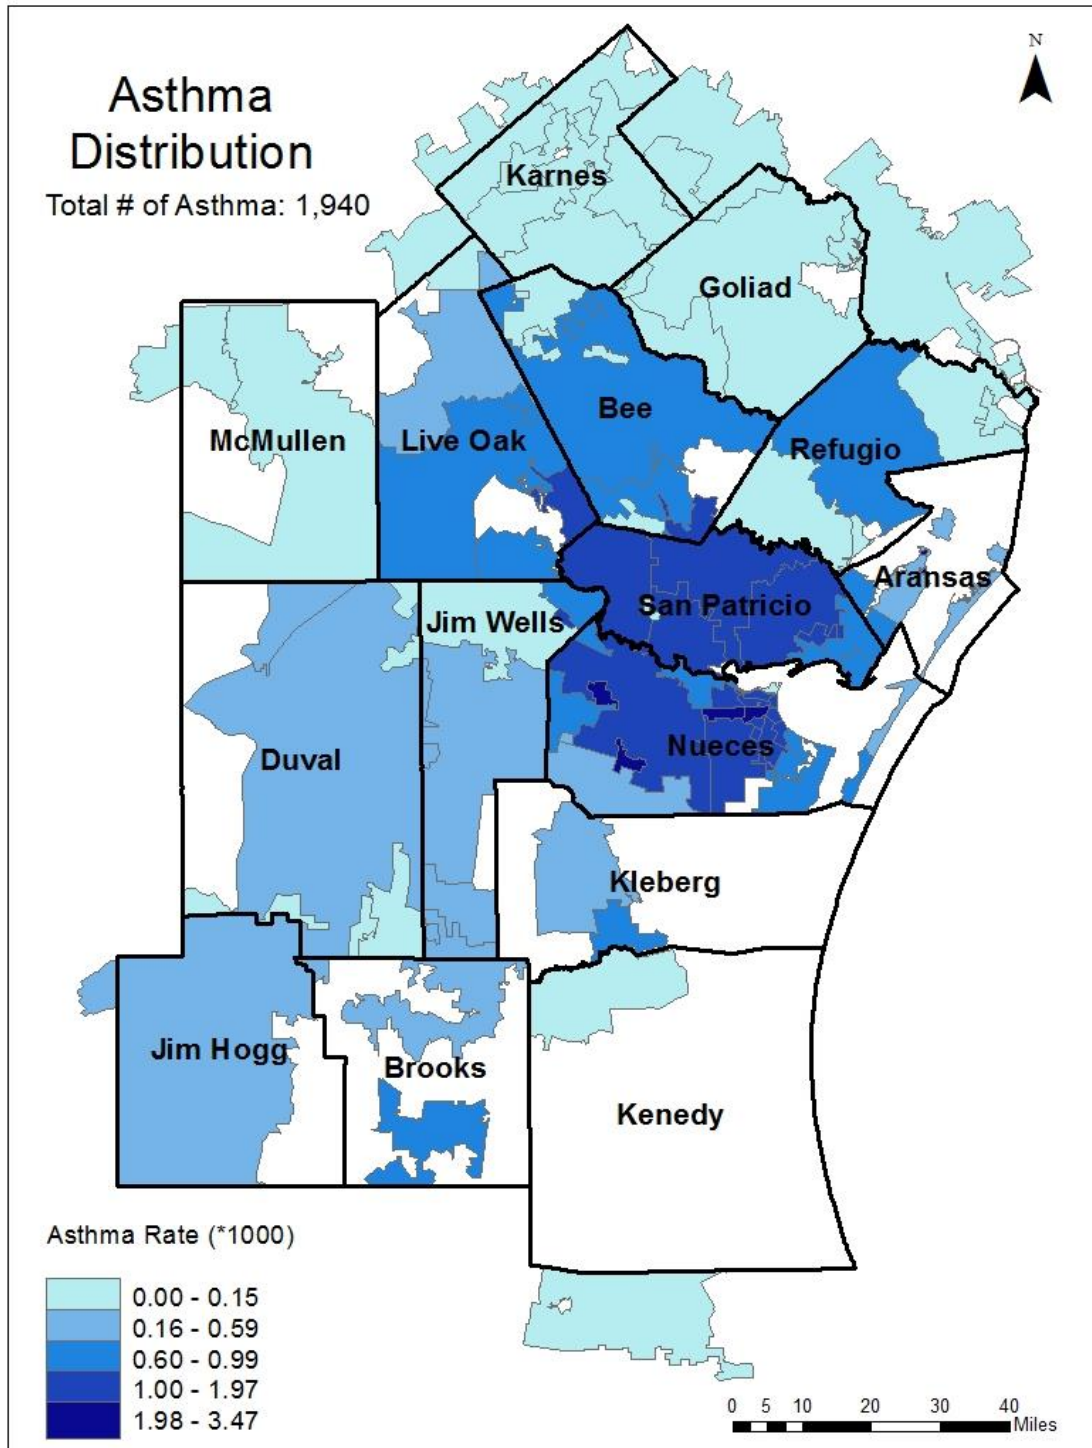 N
Asthma
Distribution
Total # of Asthma: 1,940
Karnes
Goliad
Bee
McMullen
Live Oak
Refugio
Aransas
San Patricio
Jim Wells
Nueces
Duval
Kleberg
Jim Hogg
Brooks
Kenedy
Asthma Rate (*1000)
0.00 - 0.15
0.16 - 0.59
0.60 - 0.99
1.00 - 1.97
1.98 - 3.47
0 5 10 20 30 40
Miles